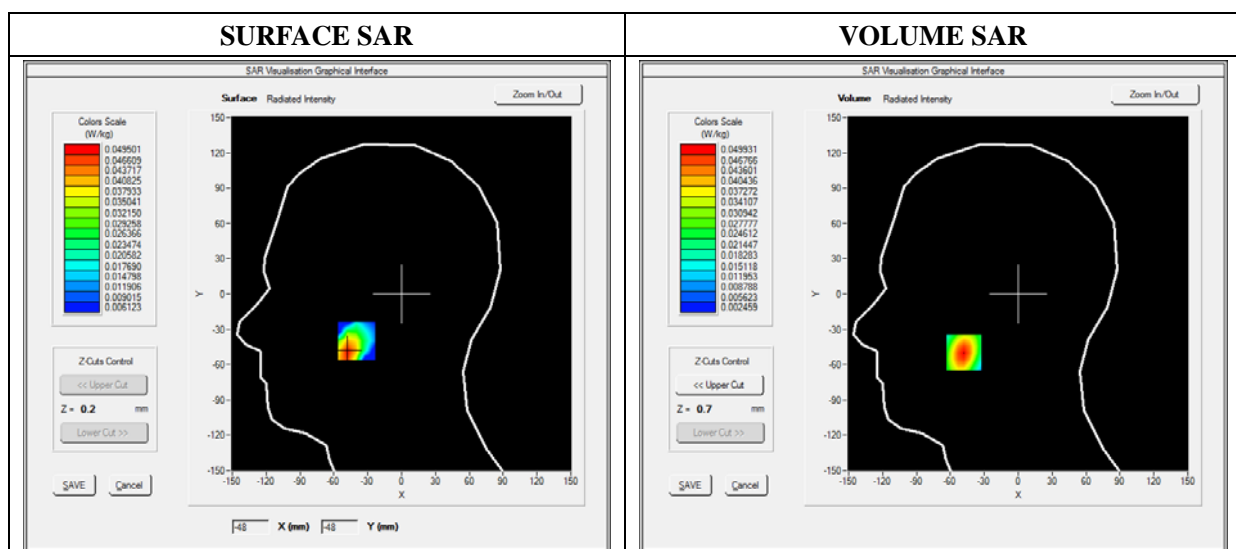 SURFACE SAR
SAR Visualisation Graphical Interface
Surface Radiated Intensity
Zoom In/Out
Colors Scale
(W/kg)
0.049501
0.046609
0.043717
0.040825
0.037933
0.035041
0.032150
0.029258
0.026366
0.023474
0.020582
0.017690
0.014798
0.011906
0.009015
0.006123
Z-Cuts Control
<< Upper Cut
Z = 0.2 mm
Lower Cut >>
SAVE Cancel
Y
150
120
90
60
30
0
-30
-60
-90
-120
-150
-150 -120 -90 -60 -30 0 30 60 90 120 150
X
-48 X (mm) -48 Y (mm)
VOLUME SAR
SAR Visualisation Graphical Interface
Volume Radiated Intensity
Zoom In/Out
Colors Scale
(W/kg)
0.049931
0.046766
0.043601
0.040436
0.037272
0.034107
0.030942
0.027777
0.024612
0.021447
0.018283
0.015118
0.011953
0.008788
0.005623
0.002459
Z-Cuts Control
<< Upper Cut
Z = 0.7 mm
Lower Cut >>
SAVE Cancel
Y
150
120
90
60
30
0
-30
-60
-90
-120
-150
-150 -120 -90 -60 -30 0 30 60 90 120 150
X